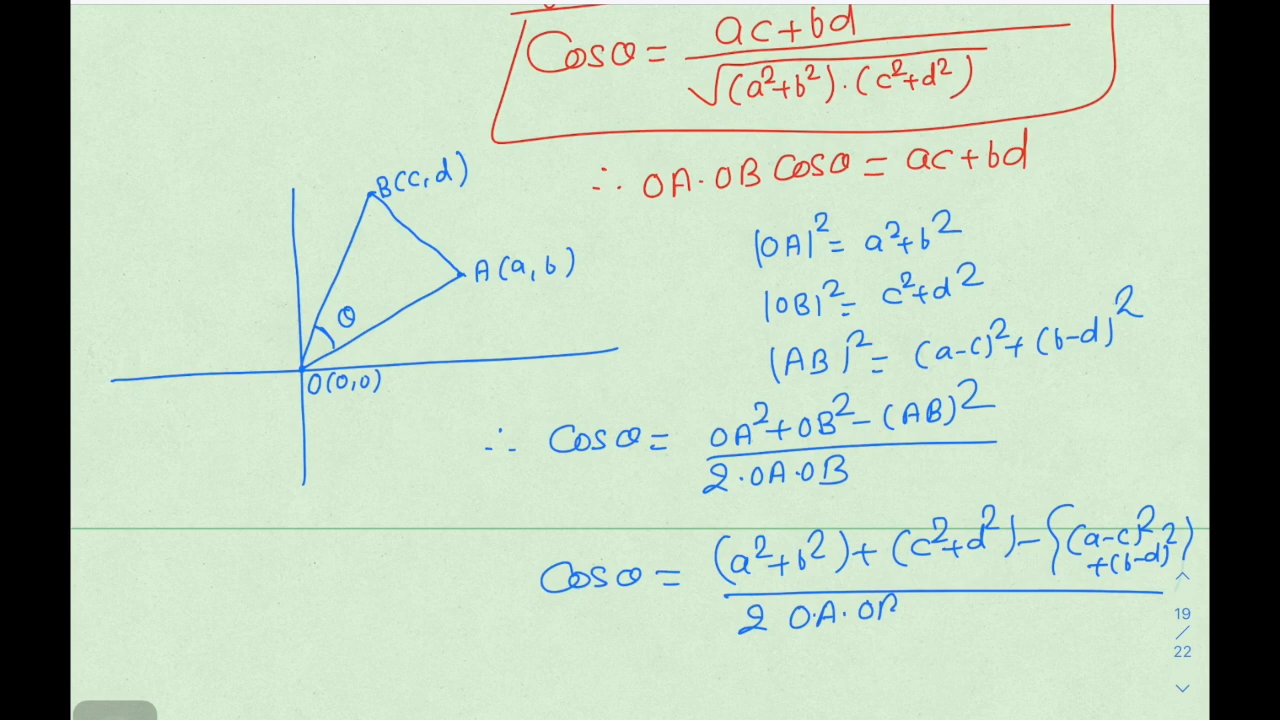 Cosθ = ac+bd / √(a²+b²)·(c²+d²)
∴ OA·OB Cosθ = ac+bd
B(c,d)
A(a,b)
θ
O(0,0)
|OA|² = a²+b²
|OB|² = c²+d²
(AB)² = (a-c)²+(b-d)²
∴ Cosθ = OA²+OB²-(AB)² / 2·OA·OB
Cosθ = (a²+b²)+(c²+d²)-{(a-c)²+(b-d)²} / 2 OA·OB
19
/
22